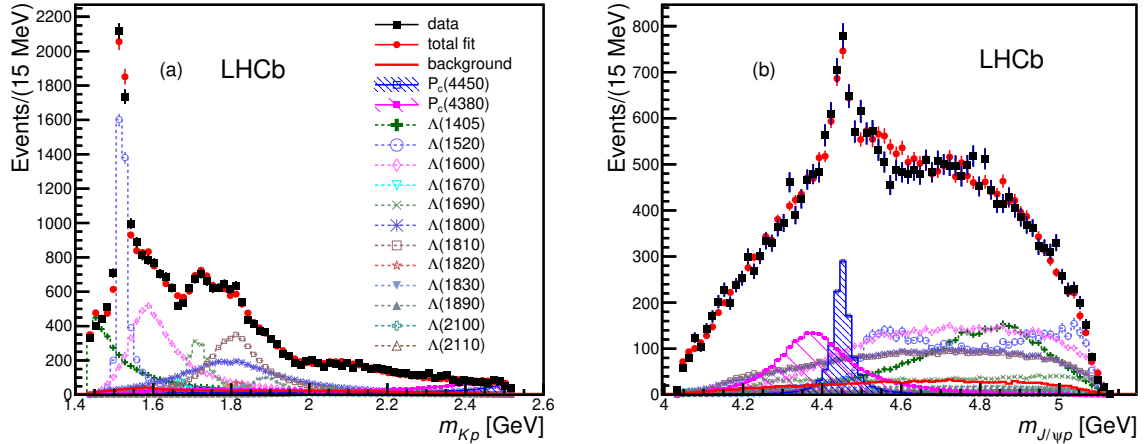 Events/(15 MeV)
2200
2000
1800
1600
1400
1200
1000
800
600
400
200
0
1.4 1.6 1.8 2 2.2 2.4 2.6
m_{Kp} [GeV]
(a) LHCb
data
total fit
background
P_c(4450)
P_c(4380)
Λ(1405)
Λ(1520)
Λ(1600)
Λ(1670)
Λ(1690)
Λ(1800)
Λ(1810)
Λ(1820)
Λ(1830)
Λ(1890)
Λ(2100)
Λ(2110)
Events/(15 MeV)
800
700
600
500
400
300
200
100
0
4 4.2 4.4 4.6 4.8 5
m_{J/ψp} [GeV]
(b) LHCb